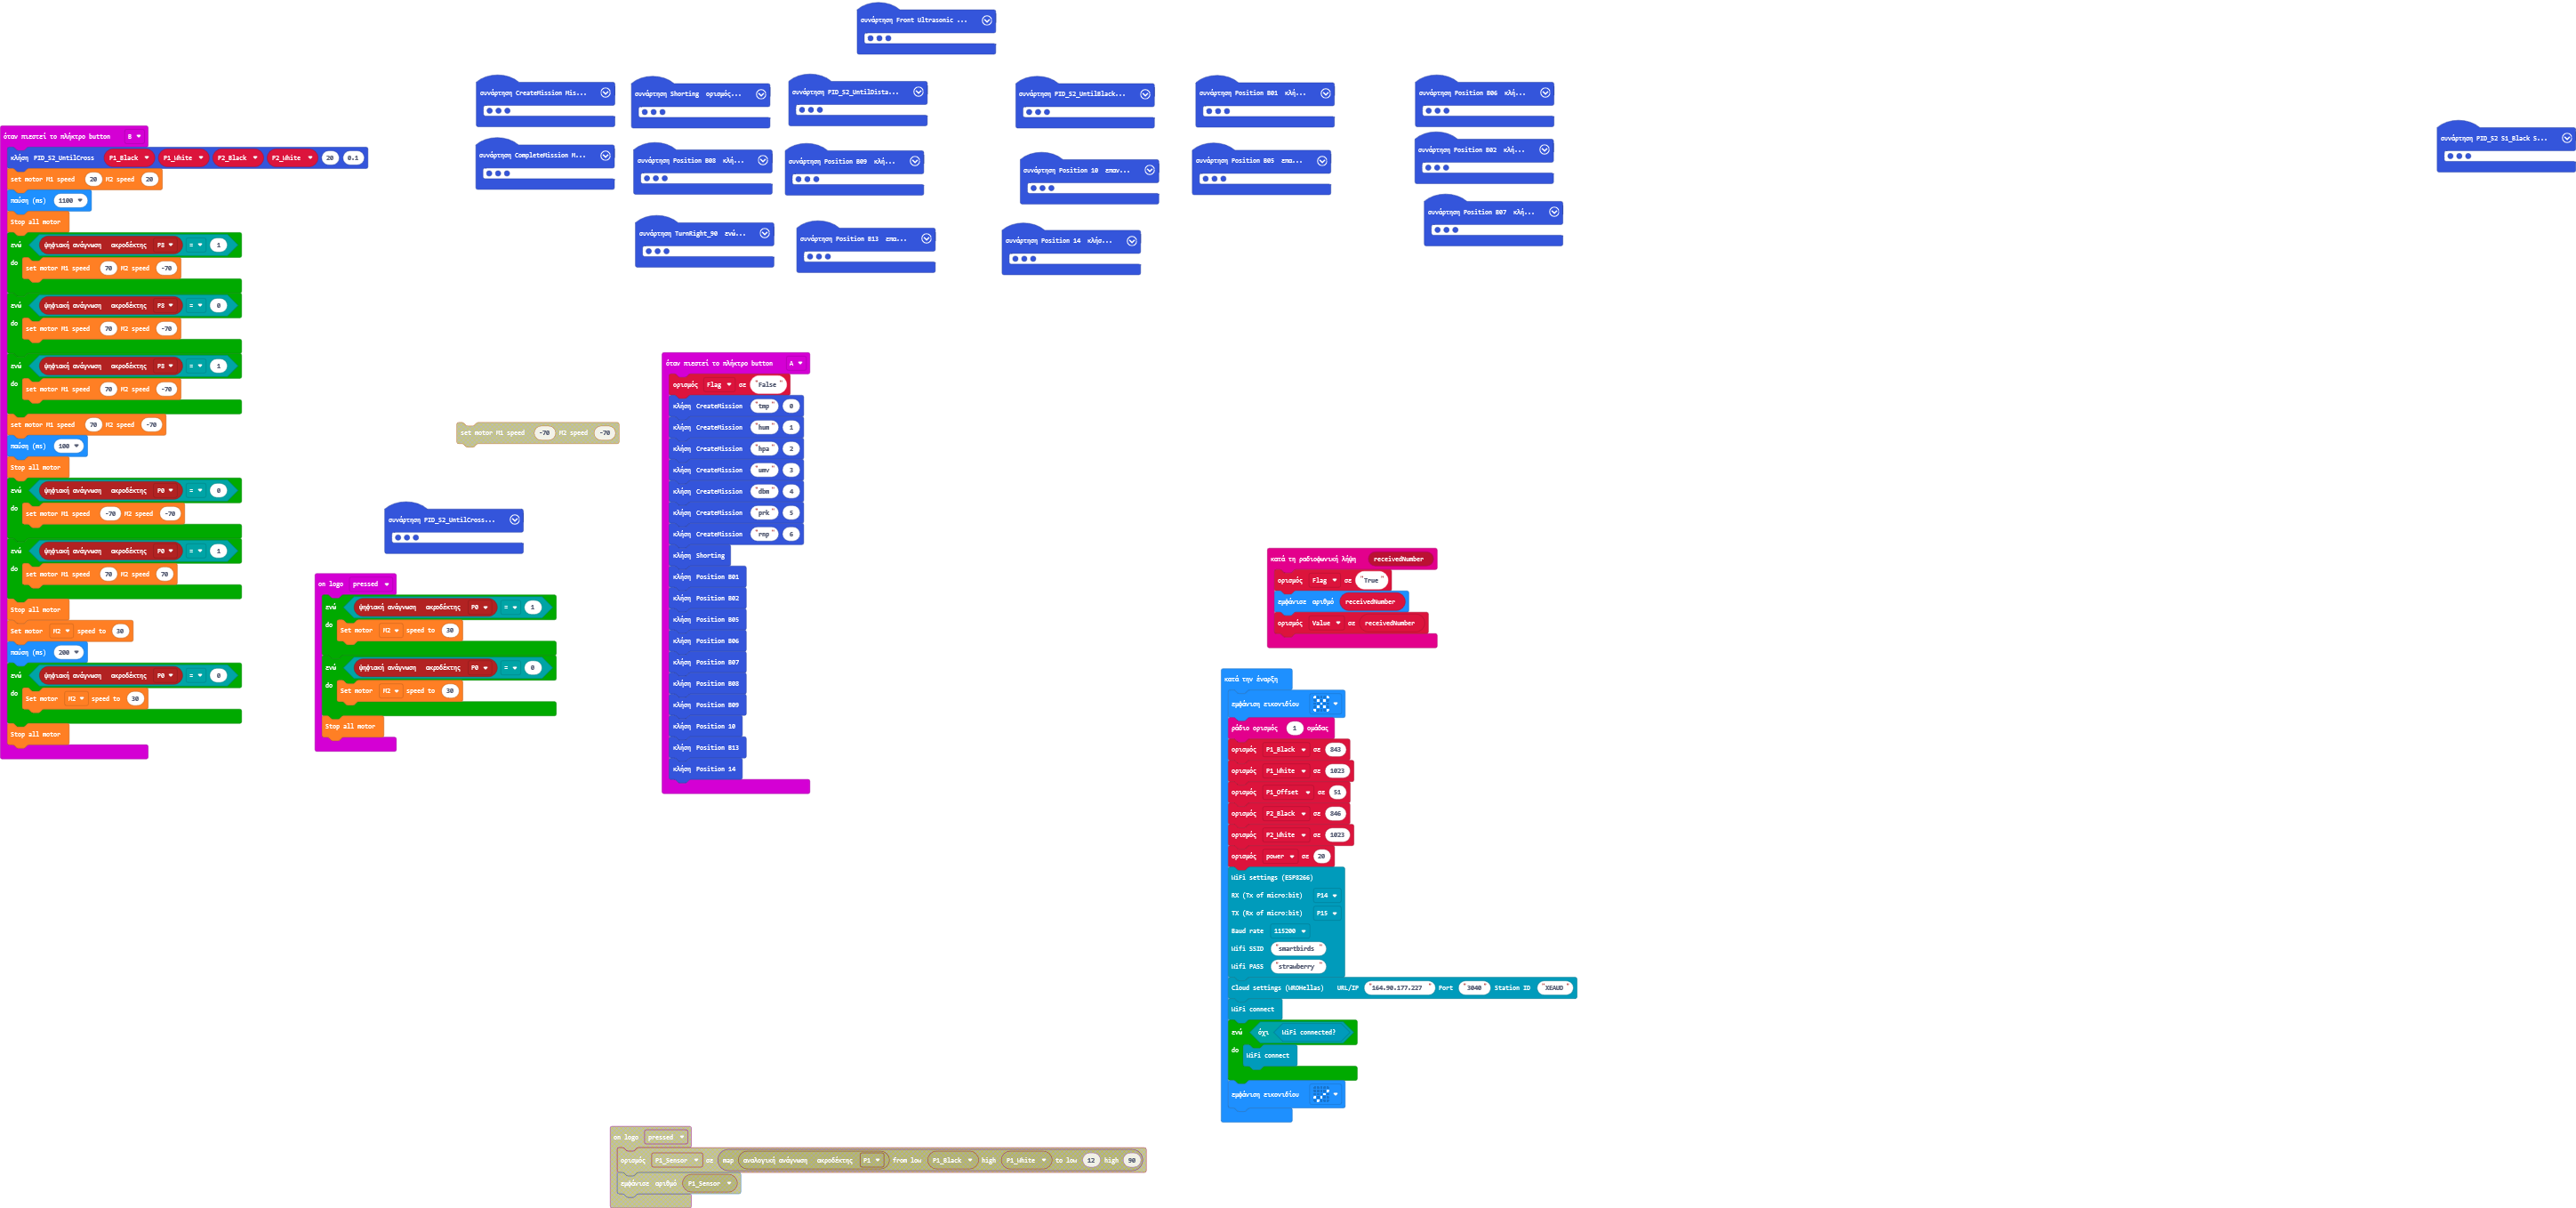 συνάρτηση Front Ultrasonic ...
συνάρτηση CreateMission Mis...
συνάρτηση Shorting ορισμός...
συνάρτηση PID_S2_UntilDista...
συνάρτηση PID_S2_UntilBlack...
συνάρτηση Position B01 κλή...
συνάρτηση Position B06 κλή...
συνάρτηση PID_S2 S1_Black S...
συνάρτηση CompleteMission M...
συνάρτηση Position B08 κλή...
συνάρτηση Position B09 κλή...
συνάρτηση Position 10 επαν...
συνάρτηση Position B05 επα...
συνάρτηση Position B02 κλή...
συνάρτηση TurnRight_90 ενώ...
συνάρτηση Position B13 επα...
συνάρτηση Position 14 κλήσ...
συνάρτηση Position B07 κλή...
όταν πιεστεί το πλήκτρο button B
κλήση PID_S2_UntilCross P1_Black P1_White P2_Black P2_White 20 0.1
set motor M1 speed 20 M2 speed 20
παύση (ms) 1100
Stop all motor
ενώ ψηφιακή ανάγνωση ακροδέκτης P8 = 1
do
set motor M1 speed 70 M2 speed -70
ενώ ψηφιακή ανάγνωση ακροδέκτης P8 = 0
do
set motor M1 speed 70 M2 speed -70
ενώ ψηφιακή ανάγνωση ακροδέκτης P8 = 1
do
set motor M1 speed 70 M2 speed -70
set motor M1 speed 70 M2 speed -70
παύση (ms) 100
Stop all motor
ενώ ψηφιακή ανάγνωση ακροδέκτης P0 = 0
do
set motor M1 speed -70 M2 speed -70
ενώ ψηφιακή ανάγνωση ακροδέκτης P0 = 1
do
set motor M1 speed 70 M2 speed 70
Stop all motor
Set motor M2 speed to 30
παύση (ms) 200
ενώ ψηφιακή ανάγνωση ακροδέκτης P0 = 0
do
Set motor M2 speed to 30
Stop all motor
set motor M1 speed -70 M2 speed -70
συνάρτηση PID_S2_UntilCross...
on logo pressed
ενώ ψηφιακή ανάγνωση ακροδέκτης P0 = 1
do
Set motor M2 speed to 30
ενώ ψηφιακή ανάγνωση ακροδέκτης P0 = 0
do
Set motor M2 speed to 30
Stop all motor
όταν πιεστεί το πλήκτρο button A
ορισμός Flag σε "False"
κλήση CreateMission "tmp" 0
κλήση CreateMission "hum" 1
κλήση CreateMission "hpa" 2
κλήση CreateMission "umv" 3
κλήση CreateMission "dbm" 4
κλήση CreateMission "prk" 5
κλήση CreateMission "rnp" 6
κλήση Shorting
κλήση Position B01
κλήση Position B02
κλήση Position B05
κλήση Position B06
κλήση Position B07
κλήση Position B08
κλήση Position B09
κλήση Position 10
κλήση Position B13
κλήση Position 14
κατά τη ραδιοφωνική λήψη receivedNumber
ορισμός Flag σε "True"
εμφάνισε αριθμό receivedNumber
ορισμός Value σε receivedNumber
κατά την έναρξη
εμφάνιση εικονιδίου
ράδιο ορισμός 1 ομάδας
ορισμός P1_Black σε 843
ορισμός P1_White σε 1023
ορισμός P1_Offset σε 51
ορισμός P2_Black σε 846
ορισμός P2_White σε 1023
ορισμός power σε 20
WiFi settings (ESP8266)
RX (Tx of micro:bit) P14
TX (Rx of micro:bit) P15
Baud rate 115200
Wifi SSID "smartbirds"
Wifi PASS "strawberry"
Cloud settings (WROHellas) URL/IP "164.90.177.227" Port "3040" Station ID "XEAUD"
WiFi connect
ενώ όχι WiFi connected?
do
WiFi connect
εμφάνιση εικονιδίου
on logo pressed
ορισμός P1_Sensor σε map αναλογική ανάγνωση ακροδέκτης P1 from low P1_Black high P1_White to low 12 high 90
εμφάνισε αριθμό P1_Sensor